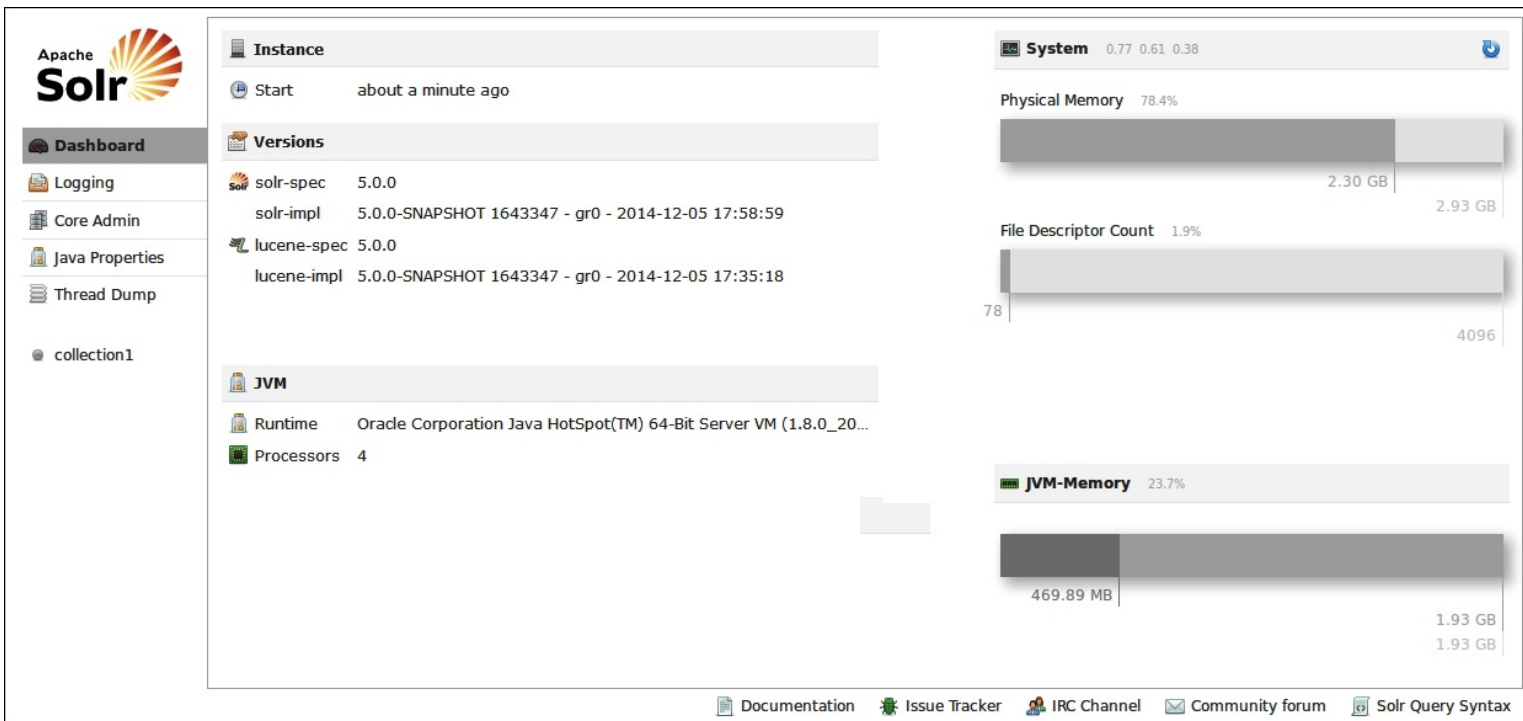 Apache
Solr
Dashboard
Logging
Core Admin
Java Properties
Thread Dump
collection1
Instance
Start about a minute ago
Versions
Solr solr-spec 5.0.0
solr-impl 5.0.0-SNAPSHOT 1643347 - gr0 - 2014-12-05 17:58:59
lucene-spec 5.0.0
lucene-impl 5.0.0-SNAPSHOT 1643347 - gr0 - 2014-12-05 17:35:18
JVM
Runtime Oracle Corporation Java HotSpot(TM) 64-Bit Server VM (1.8.0_20...
Processors 4
System 0.77 0.61 0.38
Physical Memory 78.4%
2.30 GB
2.93 GB
File Descriptor Count 1.9%
78
4096
JVM-Memory 23.7%
469.89 MB
1.93 GB
1.93 GB
Documentation Issue Tracker IRC Channel Community forum Solr Query Syntax